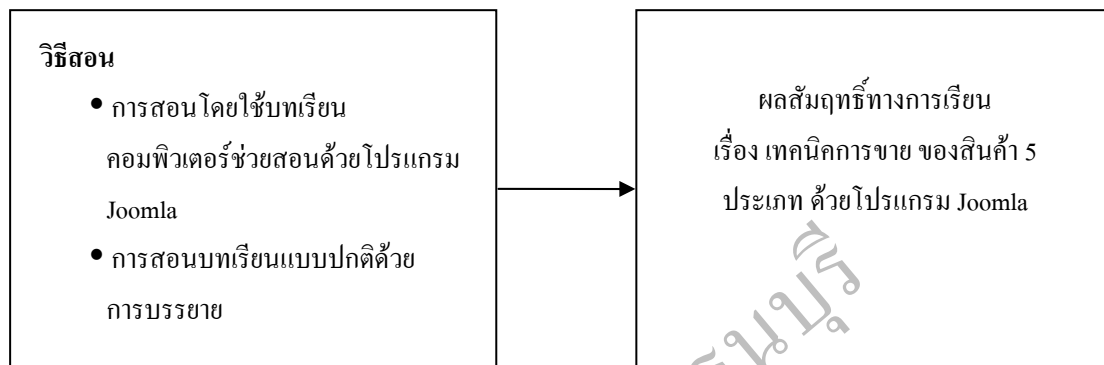 วิธีสอน
• การสอนโดยใช้บทเรียน
คอมพิวเตอร์ช่วยสอนด้วยโปรแกรม
Joomla
• การสอนบทเรียนแบบปกติด้วย
การบรรยาย
ผลสัมฤทธิ์ทางการเรียน
เรื่อง เทคนิคการขาย ของสินค้า 5
ประเภท ด้วยโปรแกรม Joomla